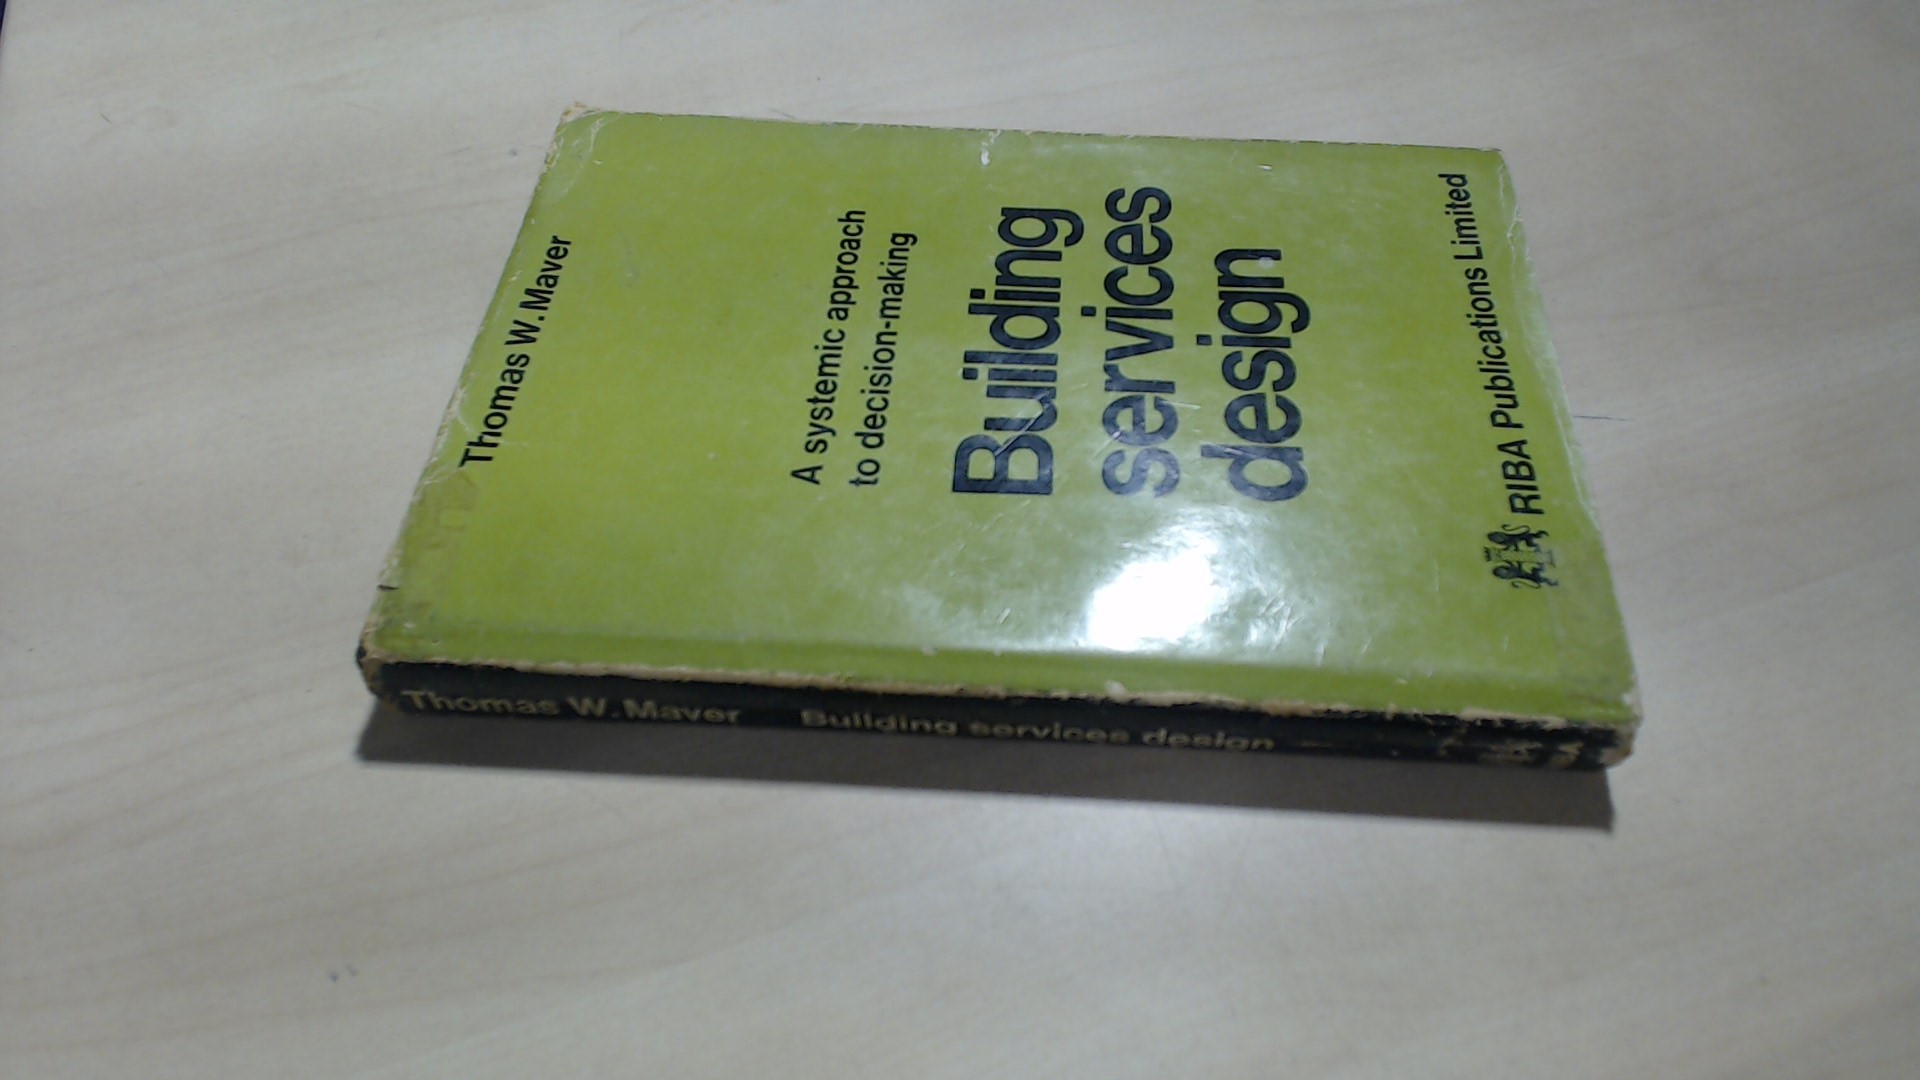 Thomas W. Maver
A systemic approach
to decision-making
Building
services
design
RIBA Publications Limited
Thomas W. Maver Building services design